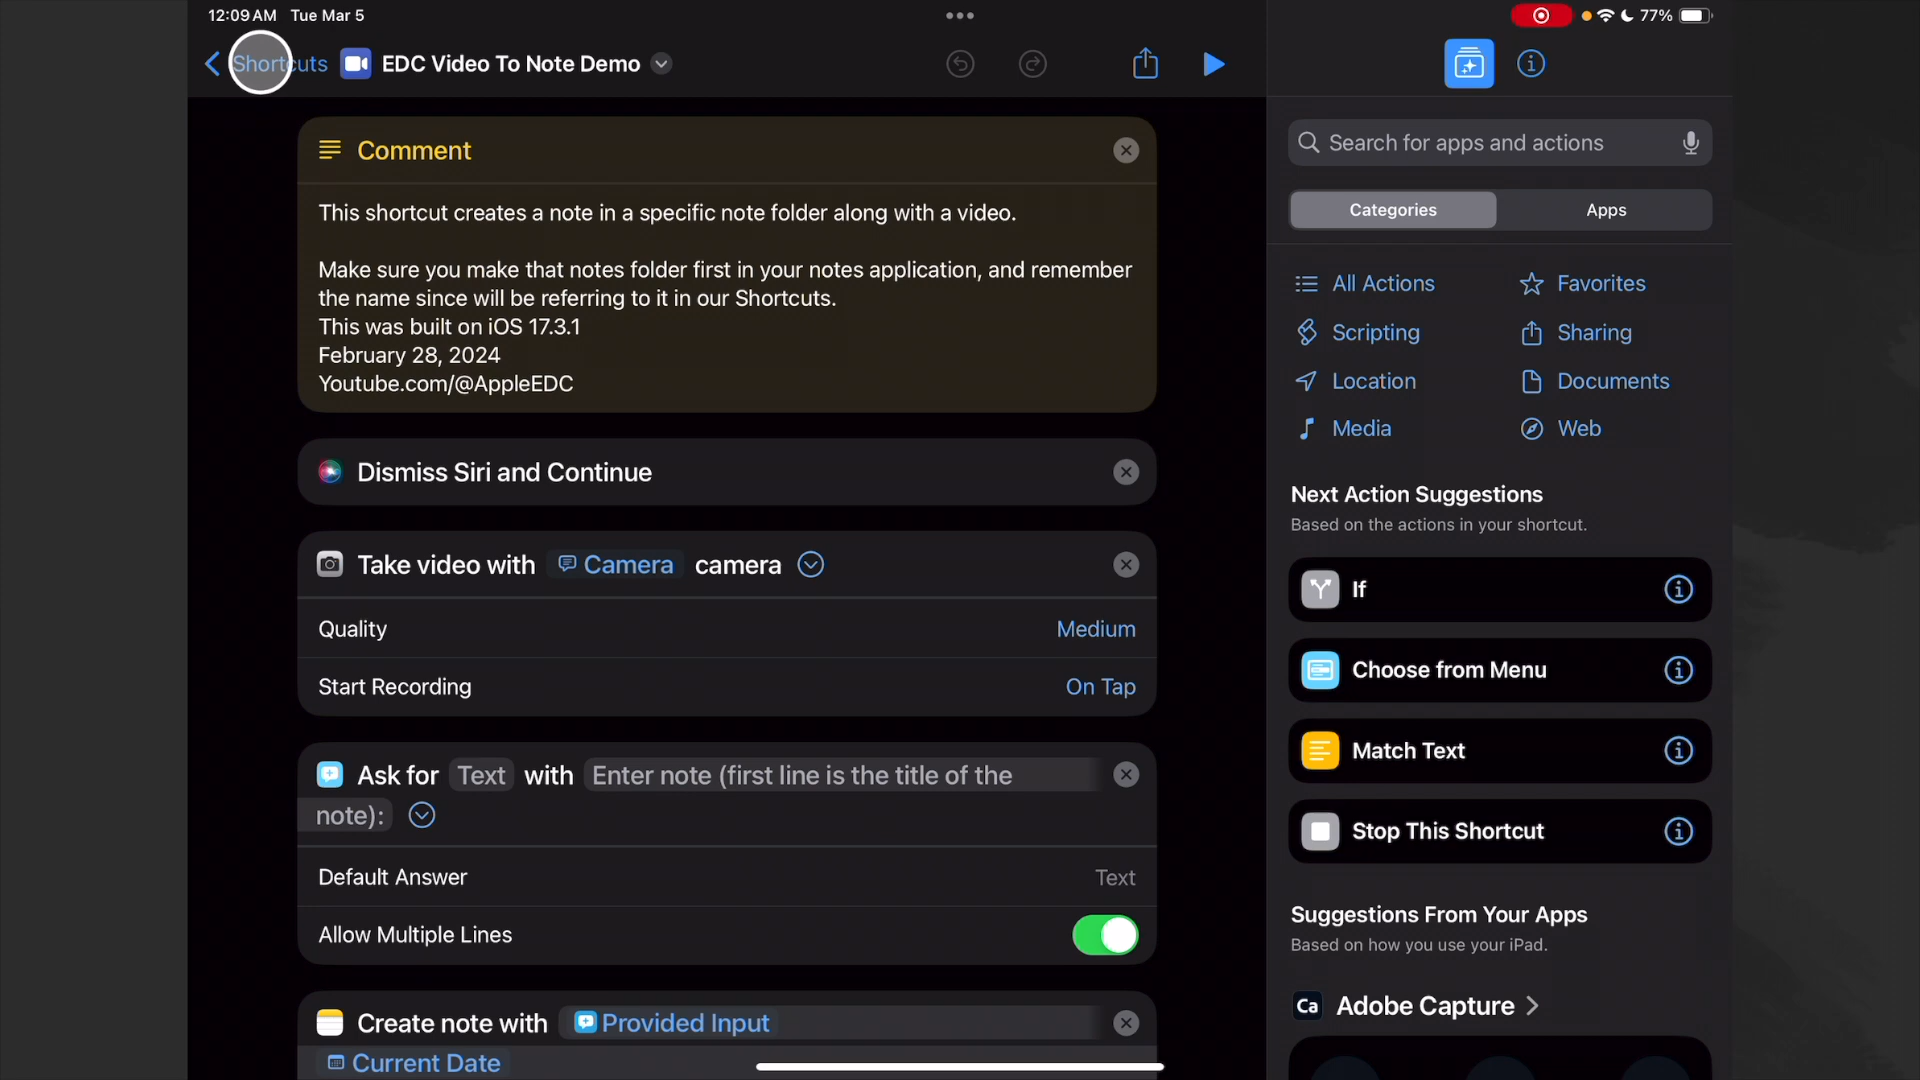 12:09 AM Tue Mar 5
77%
Shortcuts
EDC Video To Note Demo
Comment
This shortcut creates a note in a specific note folder along with a video.
Make sure you make that notes folder first in your notes application, and remember
the name since will be referring to it in our Shortcuts.
This was built on iOS 17.3.1
February 28, 2024
Youtube.com/@AppleEDC
Dismiss Siri and Continue
Take video with Camera camera
Quality Medium
Start Recording On Tap
Ask for Text with Enter note (first line is the title of the
note):
Default Answer Text
Allow Multiple Lines
Create note with Provided Input
Current Date
Search for apps and actions
Categories Apps
All Actions Favorites
Scripting Sharing
Location Documents
Media Web
Next Action Suggestions
Based on the actions in your shortcut.
If
Choose from Menu
Match Text
Stop This Shortcut
Suggestions From Your Apps
Based on how you use your iPad.
Ca Adobe Capture